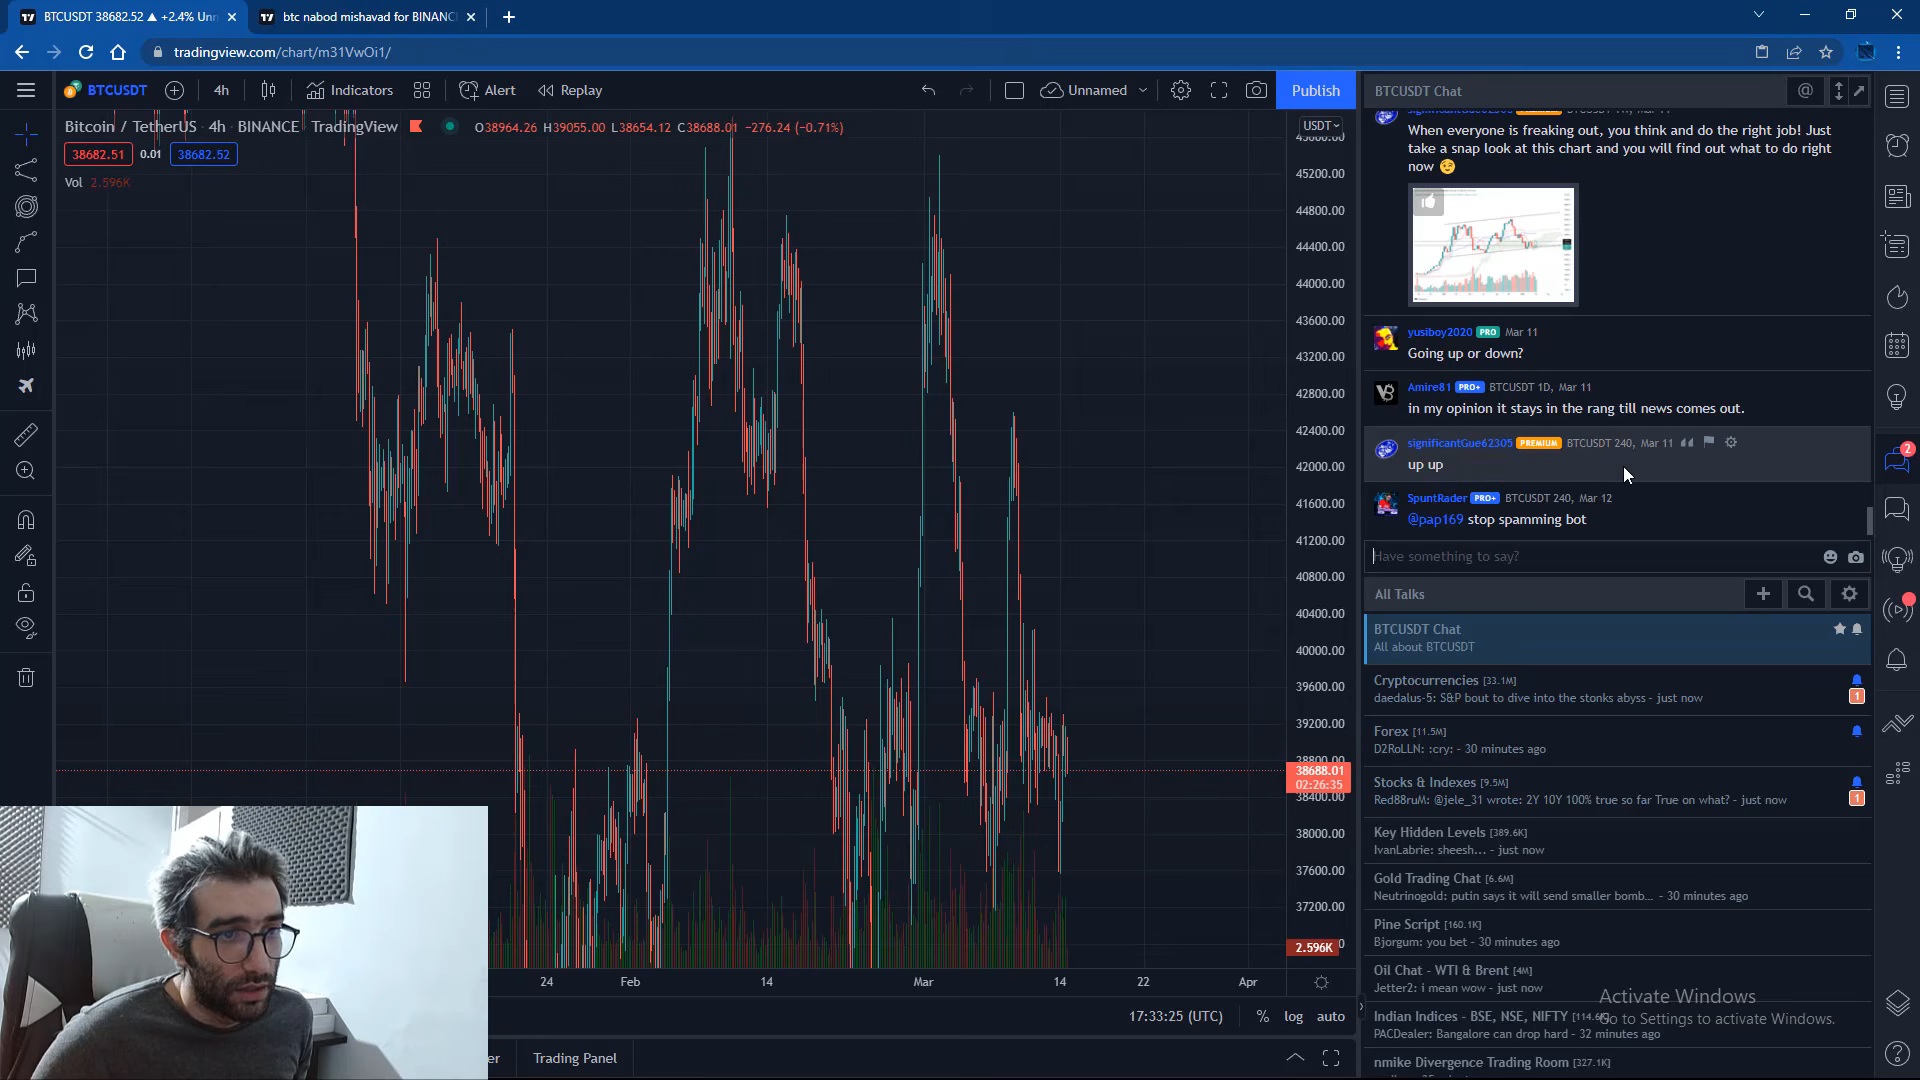 BTCUSDT 38682.52 ▲ +2.4% Unn
btc nabod mishavad for BINANC
tradingview.com/chart/m31VwOi1/
BTCUSDT
4h
Indicators
Alert
Replay
Unnamed
Publish
BTCUSDT Chat
Bitcoin / TetherUS · 4h · BINANCE TradingView
O38964.26 H39055.00 L38654.12 C38688.01 -276.24 (-0.71%)
USDT
38682.51 0.01 38682.52
Vol 2.596K
45200.00
44800.00
44400.00
44000.00
43600.00
43200.00
42800.00
42400.00
42000.00
41600.00
41200.00
40800.00
40400.00
40000.00
39600.00
39200.00
38800.00
38688.01
02:26:35
38400.00
38000.00
37600.00
37200.00
2.596K
24 Feb 14 Mar 14 22 Apr
17:33:25 (UTC) % log auto
er Trading Panel
significantGue62305
When everyone is freaking out, you think and do the right job! Just
take a snap look at this chart and you will find out what to do right
now 😉
yusiboy2020 PRO Mar 11
Going up or down?
Amire81 PRO+ BTCUSDT 1D, Mar 11
in my opinion it stays in the rang till news comes out.
significantGue62305 PREMIUM BTCUSDT 240, Mar 11
up up
SpuntRader PRO+ BTCUSDT 240, Mar 12
@pap169 stop spamming bot
Have something to say?
All Talks
BTCUSDT Chat
All about BTCUSDT
Cryptocurrencies [33.1M]
daedalus-5: S&P bout to dive into the stonks abyss - just now
1
Forex [11.5M]
D2RoLLN: :cry: - 30 minutes ago
Stocks & Indexes [9.5M]
Red88ruM: @jele_31 wrote: 2Y 10Y 100% true so far True on what? - just now
1
Key Hidden Levels [389.6K]
IvanLabrie: sheesh... - just now
Gold Trading Chat [6.6M]
Neutrinogold: putin says it will send smaller bomb... - 30 minutes ago
Pine Script [160.1K]
Bjorgum: you bet - 30 minutes ago
Oil Chat - WTI & Brent [4M]
Jetter2: i mean wow - just now
Indian Indices - BSE, NSE, NIFTY
PACDealer: Bangalore can drop hard - 32 minutes ago
nmike Divergence Trading Room [327.1K]
2
Activate Windows
Go to Settings to activate Windows.